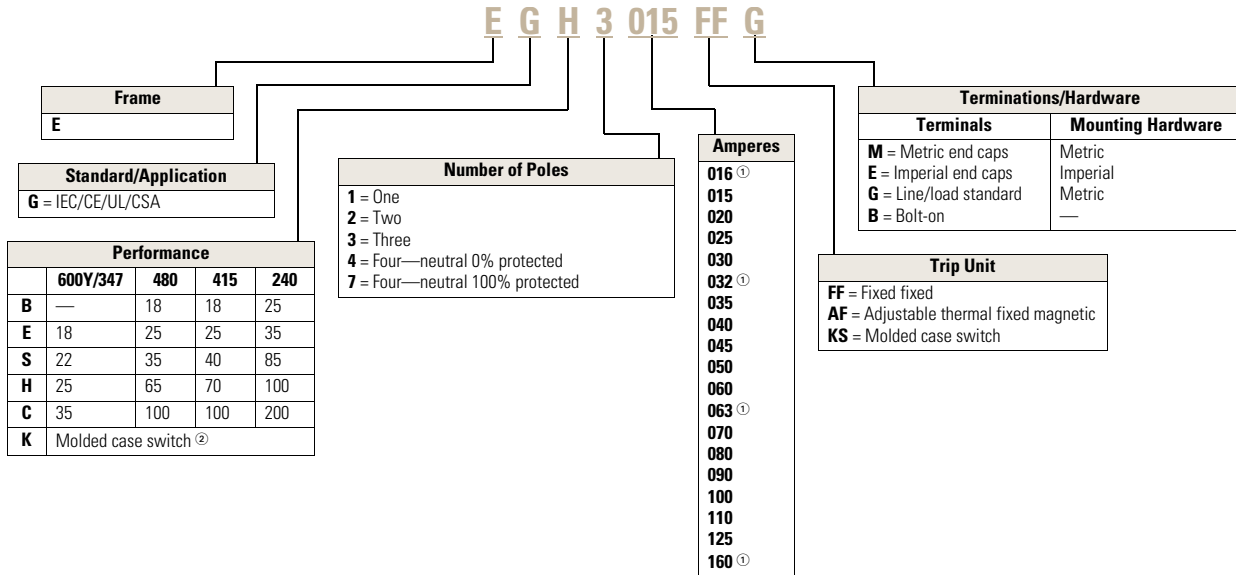 E G H 3 015 FF G
Frame
E
Standard/Application
G = IEC/CE/UL/CSA
Performance
600Y/347 480 415 240
B — 18 18 25
E 18 25 25 35
S 22 35 40 85
H 25 65 70 100
C 35 100 100 200
K Molded case switch ②
Number of Poles
1 = One
2 = Two
3 = Three
4 = Four—neutral 0% protected
7 = Four—neutral 100% protected
Amperes
016 ①
015
020
025
030
032 ①
035
040
045
050
060
063 ①
070
080
090
100
110
125
160 ①
Trip Unit
FF = Fixed fixed
AF = Adjustable thermal fixed magnetic
KS = Molded case switch
Terminations/Hardware
Terminals Mounting Hardware
M = Metric end caps Metric
E = Imperial end caps Imperial
G = Line/load standard Metric
B = Bolt-on —